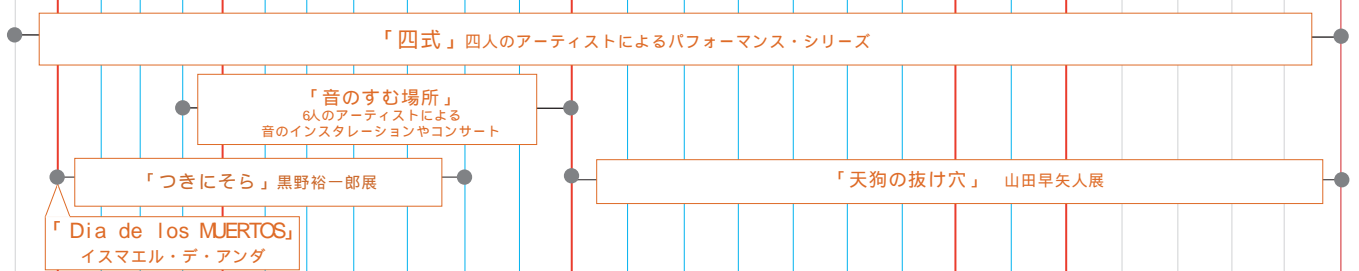 「四式」四人のアーティストによるパフォーマンス・シリーズ
「音のすむ場所」
6人のアーティストによる
音のインスタレーションやコンサート
「つきにそら」黒野裕一郎展
「天狗の抜け穴」 山田早矢人展
「Dia de los MUERTOS」
イスマエル・デ・アンダ